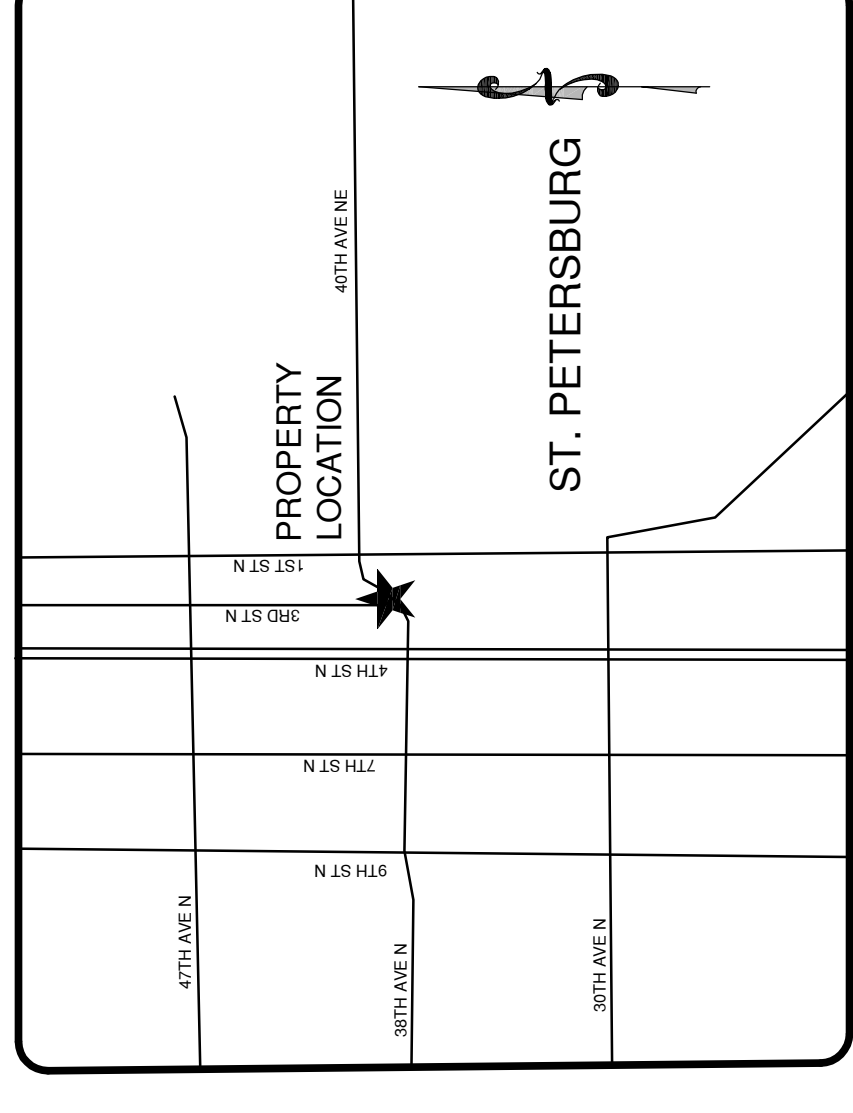 40TH AVE NE
ST. PETERSBURG
PROPERTY
LOCATION
1ST ST N
3RD ST N
4TH ST N
7TH ST N
9TH ST N
47TH AVE N
38TH AVE N
30TH AVE N
N